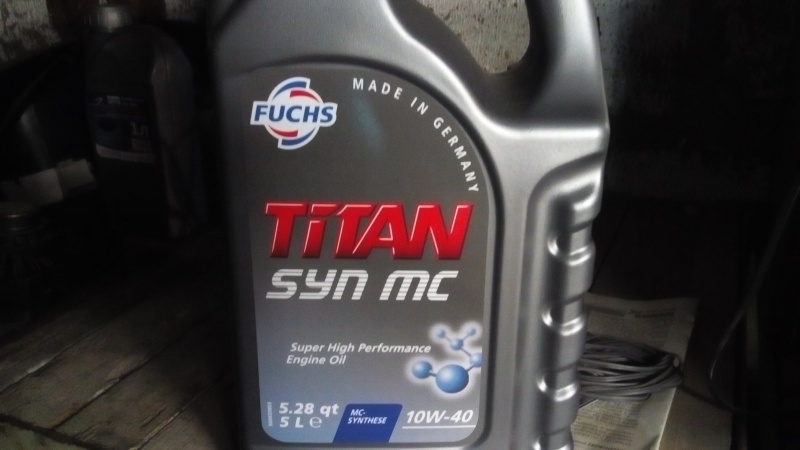 FUCHS
MADE IN GERMANY
TiTAN
SYN MC
Super High Performance
Engine Oil
5.28 qt
5 L e
MC-
SYNTHESE
10W-40
1л